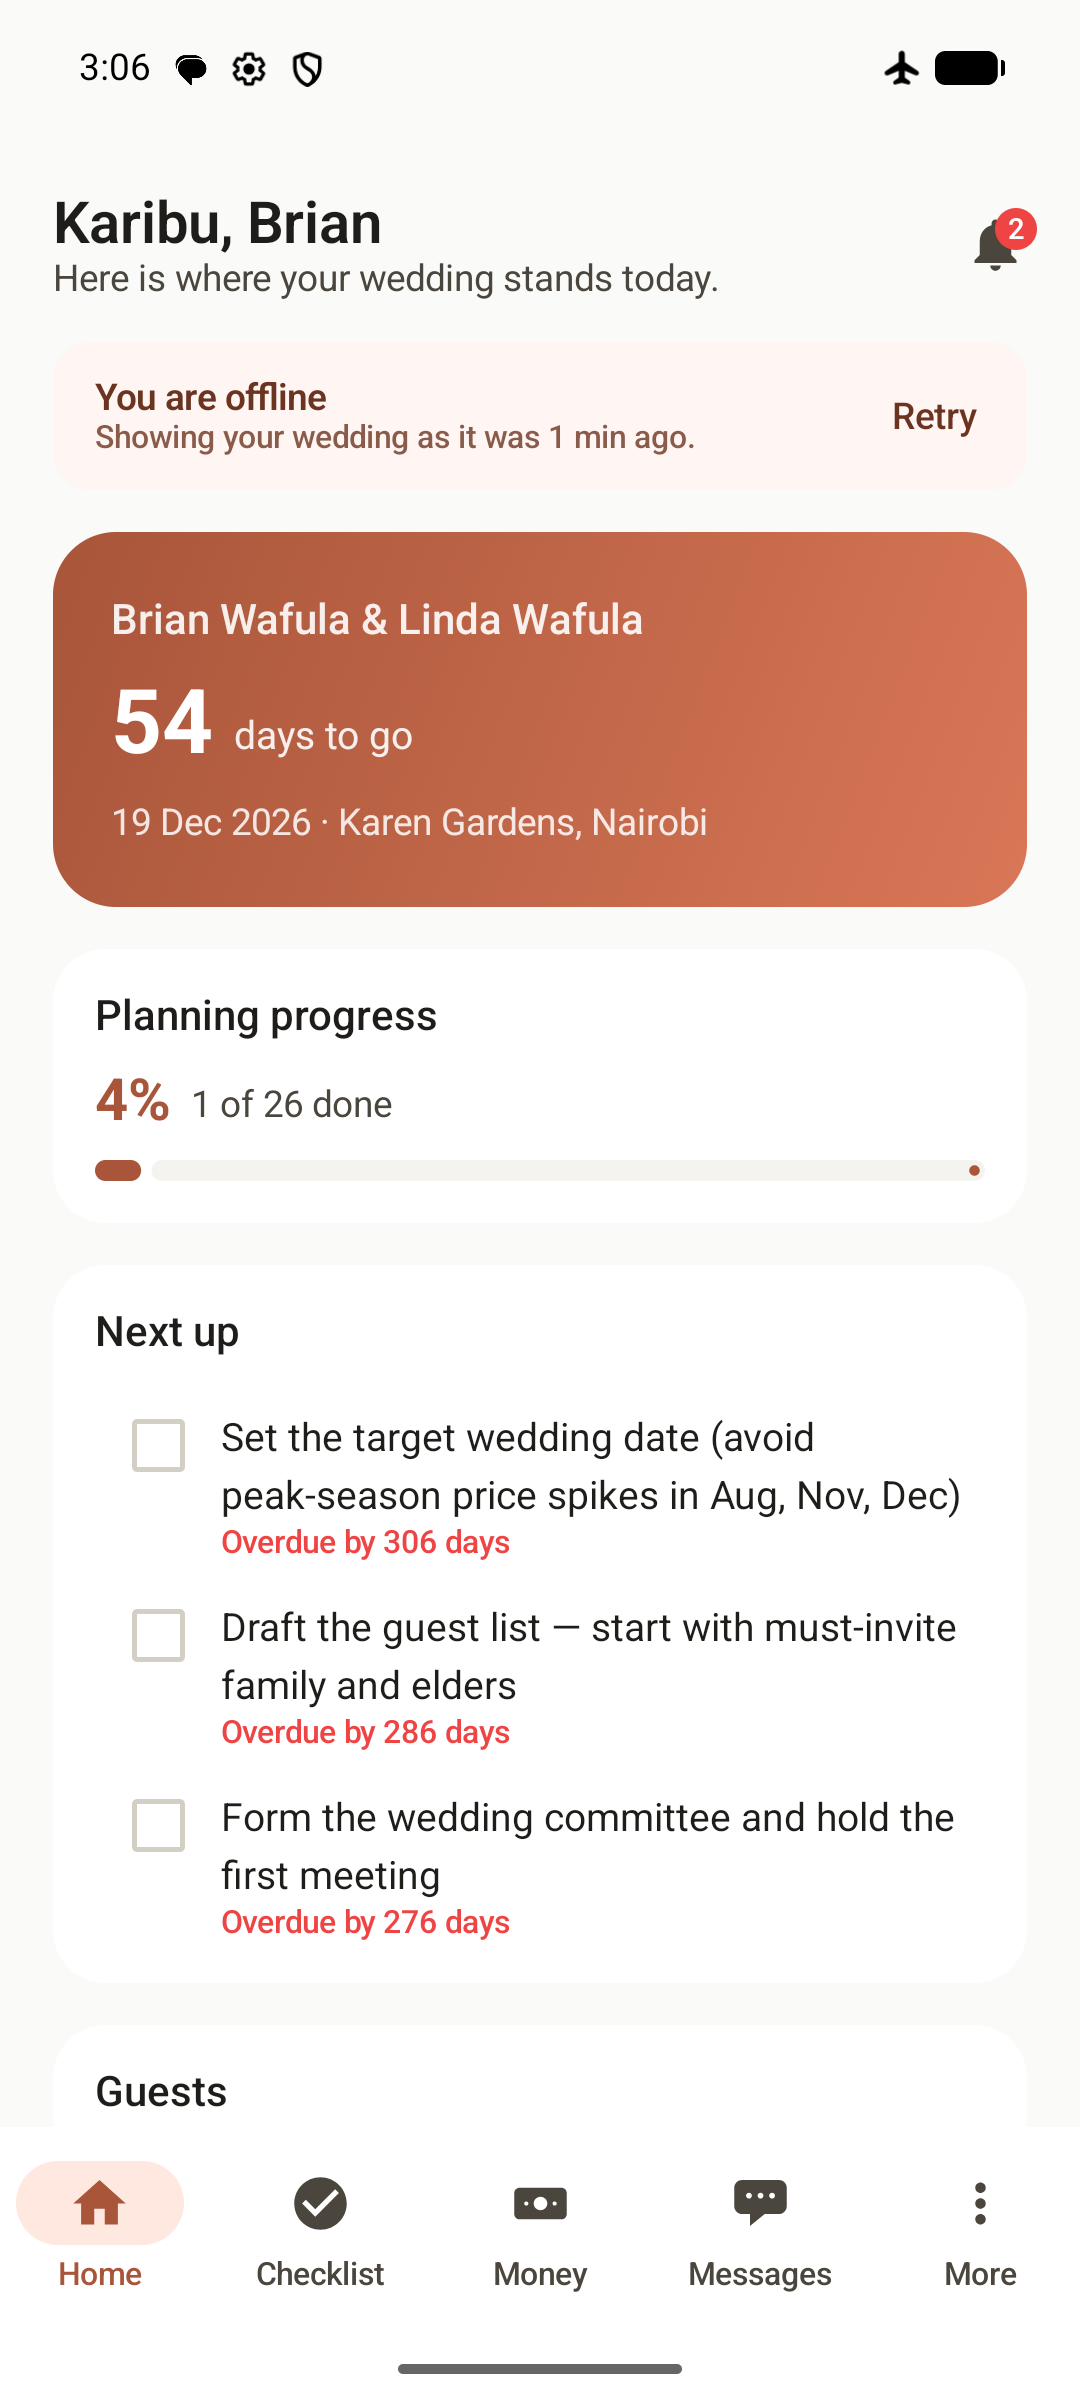 3:06
Karibu, Brian
2
Here is where your wedding stands today.
You are offline
Showing your wedding as it was 1 min ago.
Retry
Brian Wafula & Linda Wafula
54 days to go
19 Dec 2026 · Karen Gardens, Nairobi
Planning progress
4% 1 of 26 done
Next up
Set the target wedding date (avoid
peak-season price spikes in Aug, Nov, Dec)
Overdue by 306 days
Draft the guest list — start with must-invite
family and elders
Overdue by 286 days
Form the wedding committee and hold the
first meeting
Overdue by 276 days
Guests
Home
Checklist
Money
Messages
More